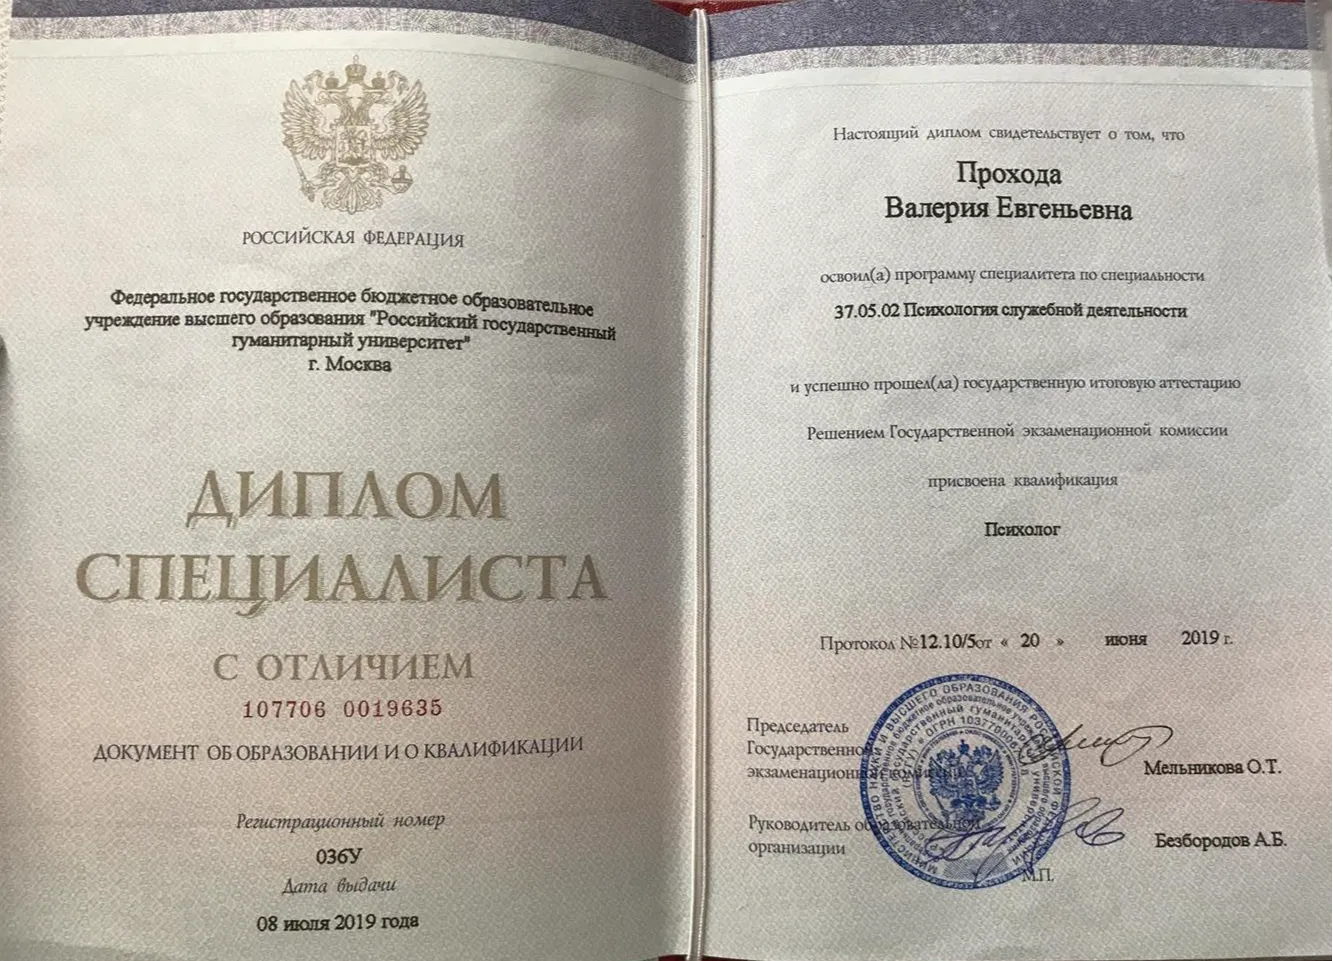 РОССИЙСКАЯ ФЕДЕРАЦИЯ
Федеральное государственное бюджетное образовательное
учреждение высшего образования "Российский государственный
гуманитарный университет"
г. Москва
ДИПЛОМ
СПЕЦИАЛИСТА
С ОТЛИЧИЕМ
107706 0019635
ДОКУМЕНТ ОБ ОБРАЗОВАНИИ И О КВАЛИФИКАЦИИ
Регистрационный номер
036У
Дата выдачи
08 июля 2019 года
Настоящий диплом свидетельствует о том, что
Прохода
Валерия Евгеньевна
освоил(а) программу специалитета по специальности
37.05.02 Психология служебной деятельности
и успешно прошел(ла) государственную итоговую аттестацию
Решением Государственной экзаменационной комиссии
присвоена квалификация
Психолог
Протокол №12.10/5от « 20 » июня 2019 г.
Председатель
Государственной
экзаменационной комиссии
Мельникова О.Т.
Руководитель образовательной
организации
Безбородов А.Б.
М.П.